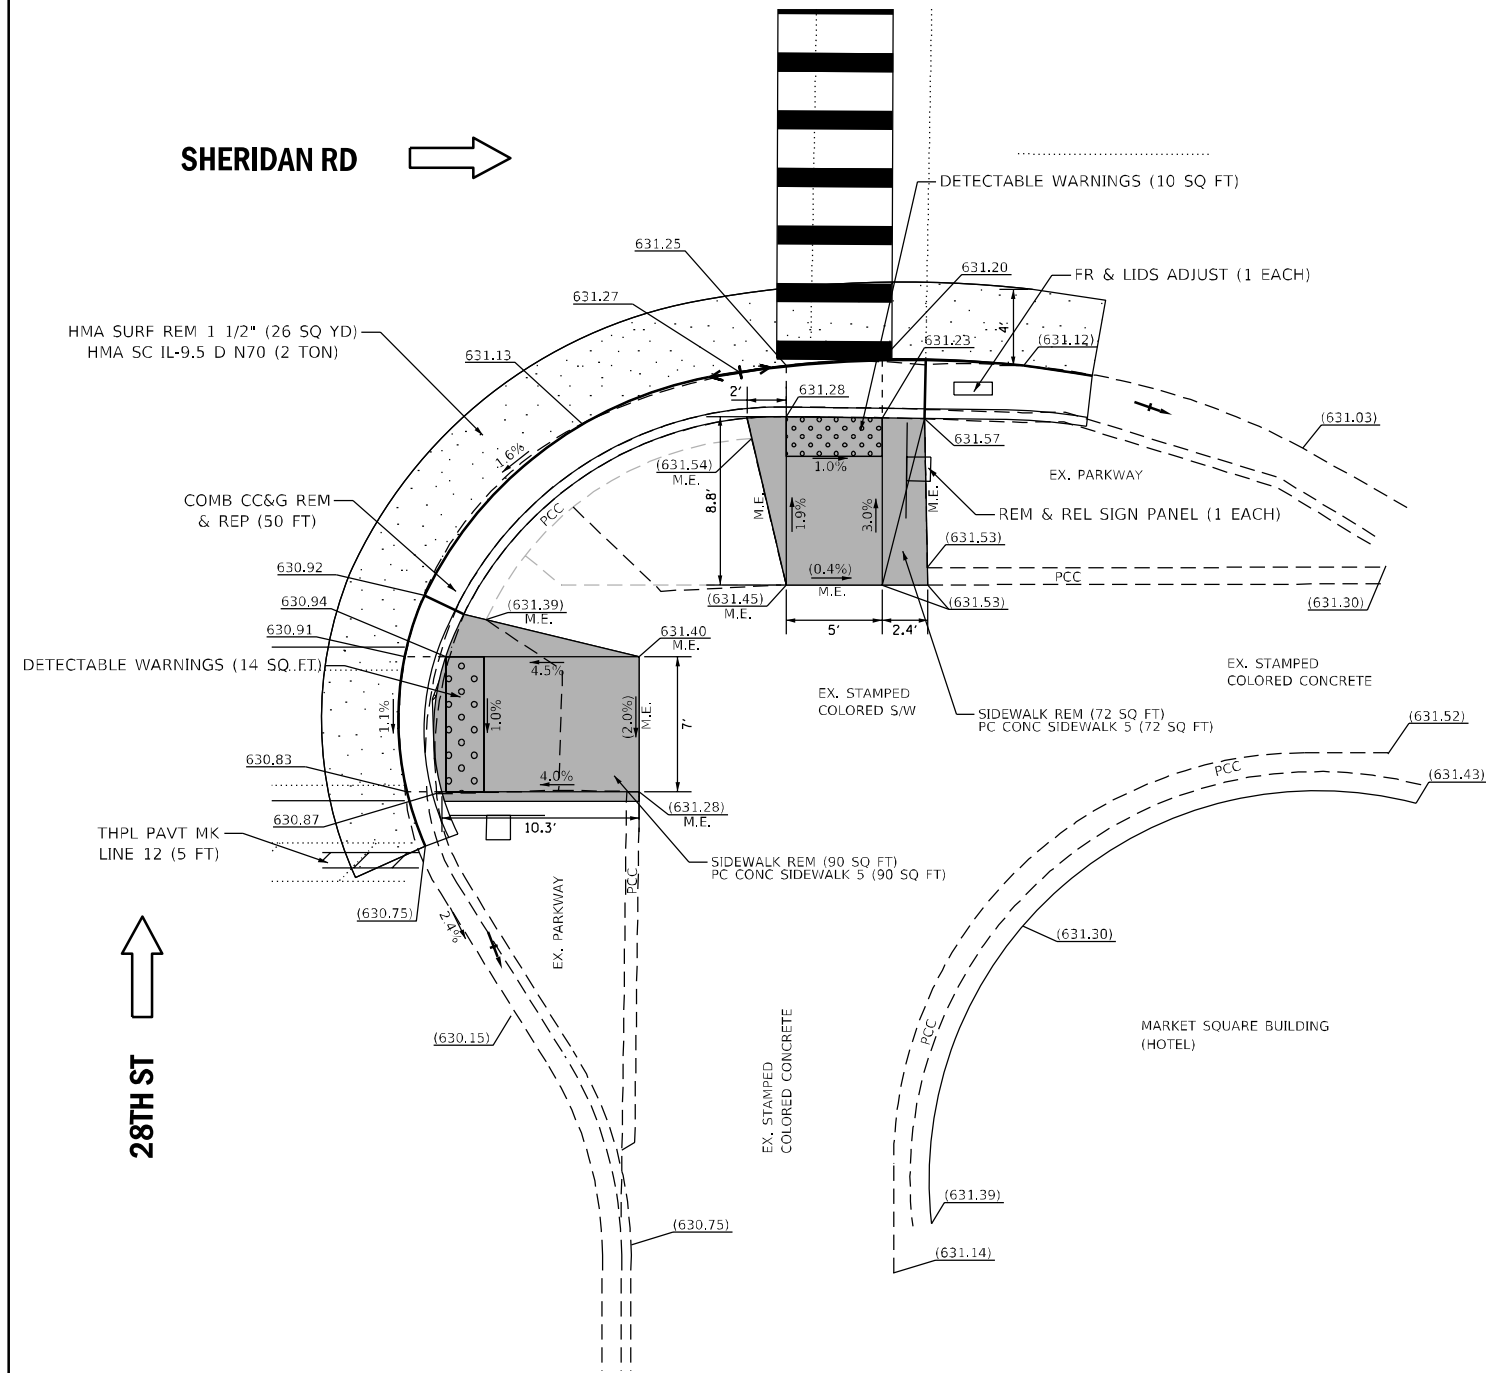 SHERIDAN RD
DETECTABLE WARNINGS (10 SQ FT)
631.25
631.20
FR & LIDS ADJUST (1 EACH)
631.27
HMA SURF REM 1 1/2" (26 SQ YD)
HMA SC IL-9.5 D N70 (2 TON)
4'
631.13
631.23
(631.12)
2'
631.28
(631.03)
631.57
1.6%
(631.54)
M.E.
1.0%
EX. PARKWAY
COMB CC&G REM
& REP (50 FT)
PCC
8.8'
M.E.
1.9%
3.0%
M.E.
REM & REL SIGN PANEL (1 EACH)
(631.53)
630.92
(0.4%)
M.E.
PCC
630.94
(631.39)
M.E.
(631.45)
M.E.
(631.53)
(631.30)
630.91
631.40
M.E.
5'
2.4'
DETECTABLE WARNINGS (14 SQ FT)
4.5%
EX. STAMPED
COLORED CONCRETE
EX. STAMPED
COLORED S/W
1.1%
1.0%
(2.0%)
M.E.
7'
SIDEWALK REM (72 SQ FT)
PC CONC SIDEWALK 5 (72 SQ FT)
(631.52)
630.83
4.0%
PCC
(631.43)
630.87
(631.28)
M.E.
THPL PAVT MK
LINE 12 (5 FT)
10.3'
SIDEWALK REM (90 SQ FT)
PC CONC SIDEWALK 5 (90 SQ FT)
PCC
(630.75)
2.4%
EX. PARKWAY
(631.30)
(630.15)
PCC
MARKET SQUARE BUILDING
(HOTEL)
28TH ST
EX. STAMPED
COLORED CONCRETE
(631.39)
(630.75)
(631.14)